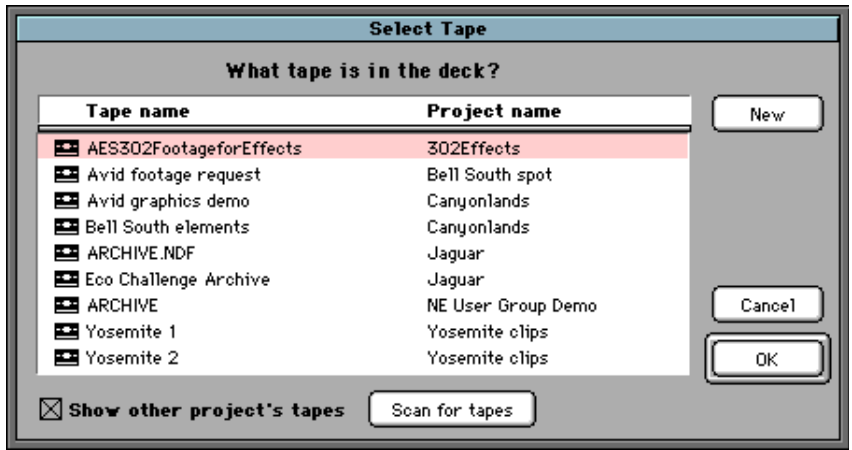 Select Tape
What tape is in the deck?
Tape name Project name
New
AES302FootageforEffects 302Effects
Avid footage request Bell South spot
Avid graphics demo Canyonlands
Bell South elements Canyonlands
ARCHIVE.NDF Jaguar
Eco Challenge Archive Jaguar
ARCHIVE NE User Group Demo
Cancel
Yosemite 1 Yosemite clips
Yosemite 2 Yosemite clips
OK
Show other project's tapes
Scan for tapes